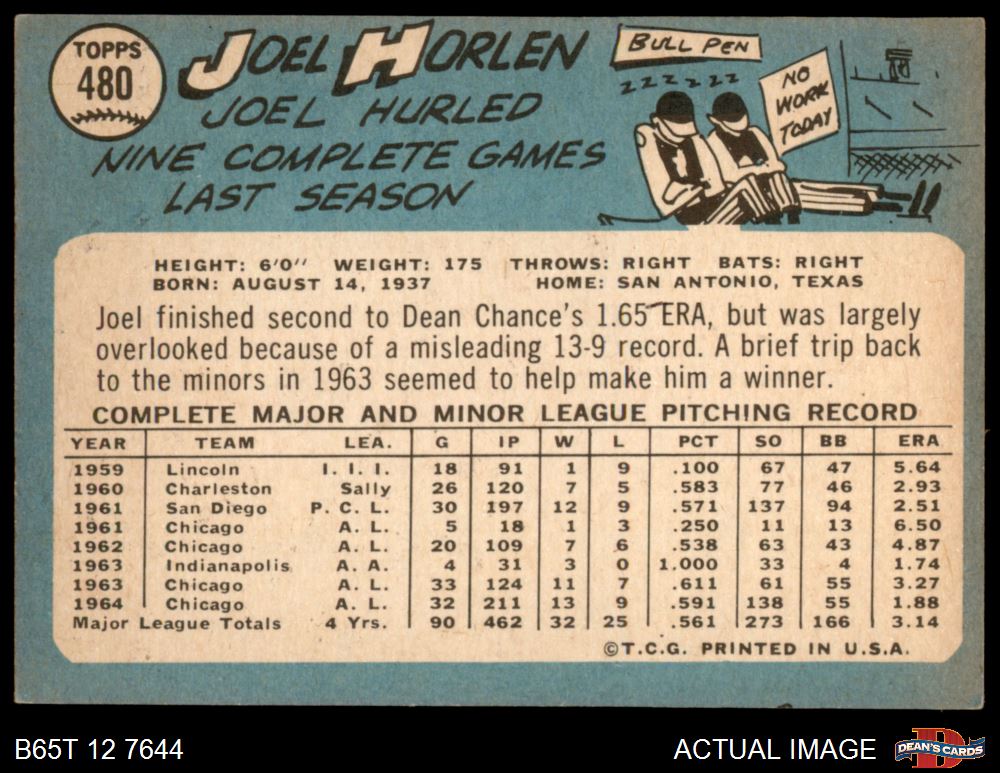 TOPPS
480
JOEL HORLEN
JOEL HURLED
NINE COMPLETE GAMES
LAST SEASON
BULL PEN
z z z z z z
NO
WORK
TODAY
HEIGHT: 6'0" WEIGHT: 175 THROWS: RIGHT BATS: RIGHT
BORN: AUGUST 14, 1937 HOME: SAN ANTONIO, TEXAS
Joel finished second to Dean Chance's 1.65 ERA, but was largely
overlooked because of a misleading 13-9 record. A brief trip back
to the minors in 1963 seemed to help make him a winner.
COMPLETE MAJOR AND MINOR LEAGUE PITCHING RECORD
YEAR TEAM LEA. G IP W L PCT SO BB ERA
1959 Lincoln I. I. I. 18 91 1 9 .100 67 47 5.64
1960 Charleston Sally 26 120 7 5 .583 77 46 2.93
1961 San Diego P. C. L. 30 197 12 9 .571 137 94 2.51
1961 Chicago A. L. 5 18 1 3 .250 11 13 6.50
1962 Chicago A. L. 20 109 7 6 .538 63 43 4.87
1963 Indianapolis A. A. 4 31 3 0 1.000 33 4 1.74
1963 Chicago A. L. 33 124 11 7 .611 61 55 3.27
1964 Chicago A. L. 32 211 13 9 .591 138 55 1.88
Major League Totals 4 Yrs. 90 462 32 25 .561 273 166 3.14
©T.C.G. PRINTED IN U.S.A.
B65T 12 7644
ACTUAL IMAGE
D
DEAN'S CARDS